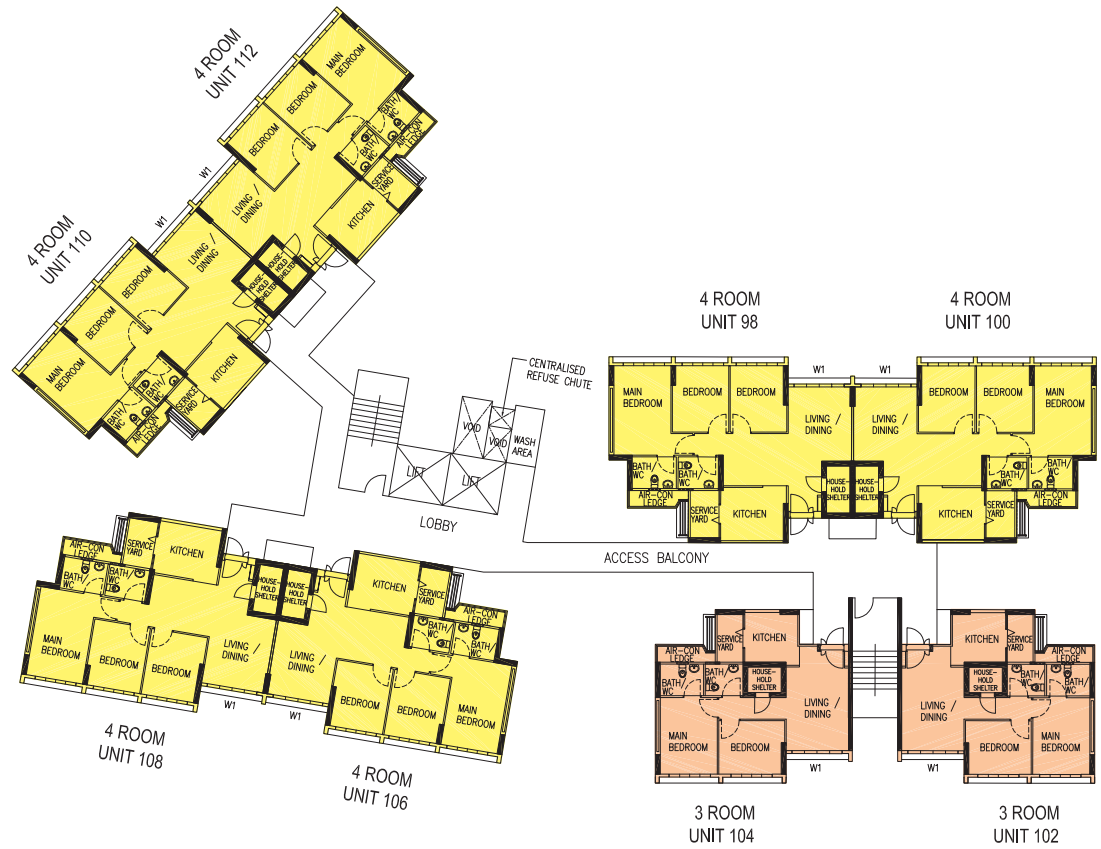 4 ROOM
UNIT 112
MAIN
BEDROOM
BEDROOM
BEDROOM
BATH/
WC
BATH/
WC
AIR-CON
LEDGE
SERVICE
YARD
KITCHEN
LIVING /
DINING
W1
HOUSE-
HOLD
SHELTER
4 ROOM
UNIT 110
W1
LIVING /
DINING
HOUSE-
HOLD
SHELTER
BEDROOM
BEDROOM
MAIN
BEDROOM
KITCHEN
BATH/
WC
BATH/
WC
SERVICE
YARD
AIR-CON
LEDGE
CENTRALISED
REFUSE CHUTE
VOID
VOID
WASH
AREA
LIFT
LIFT
LOBBY
ACCESS BALCONY
4 ROOM
UNIT 98
W1
MAIN
BEDROOM
BEDROOM
BEDROOM
LIVING /
DINING
BATH/
WC
BATH/
WC
AIR-CON
LEDGE
SERVICE
YARD
KITCHEN
HOUSE-
HOLD
SHELTER
4 ROOM
UNIT 100
W1
LIVING /
DINING
BEDROOM
BEDROOM
MAIN
BEDROOM
HOUSE-
HOLD
SHELTER
KITCHEN
BATH/
WC
BATH/
WC
SERVICE
YARD
AIR-CON
LEDGE
AIR-CON
LEDGE
SERVICE
YARD
KITCHEN
BATH/
WC
BATH/
WC
HOUSE-
HOLD
SHELTER
MAIN
BEDROOM
BEDROOM
BEDROOM
LIVING /
DINING
W1
4 ROOM
UNIT 108
HOUSE-
HOLD
SHELTER
KITCHEN
SERVICE
YARD
AIR-CON
LEDGE
BATH/
WC
BATH/
WC
LIVING /
DINING
BEDROOM
BEDROOM
MAIN
BEDROOM
W1
4 ROOM
UNIT 106
SERVICE
YARD
KITCHEN
AIR-CON
LEDGE
BATH/
WC
BATH/
WC
HOUSE-
HOLD
SHELTER
LIVING /
DINING
MAIN
BEDROOM
BEDROOM
W1
3 ROOM
UNIT 104
KITCHEN
SERVICE
YARD
AIR-CON
LEDGE
HOUSE-
HOLD
SHELTER
BATH/
WC
BATH/
WC
LIVING /
DINING
BEDROOM
MAIN
BEDROOM
W1
3 ROOM
UNIT 102